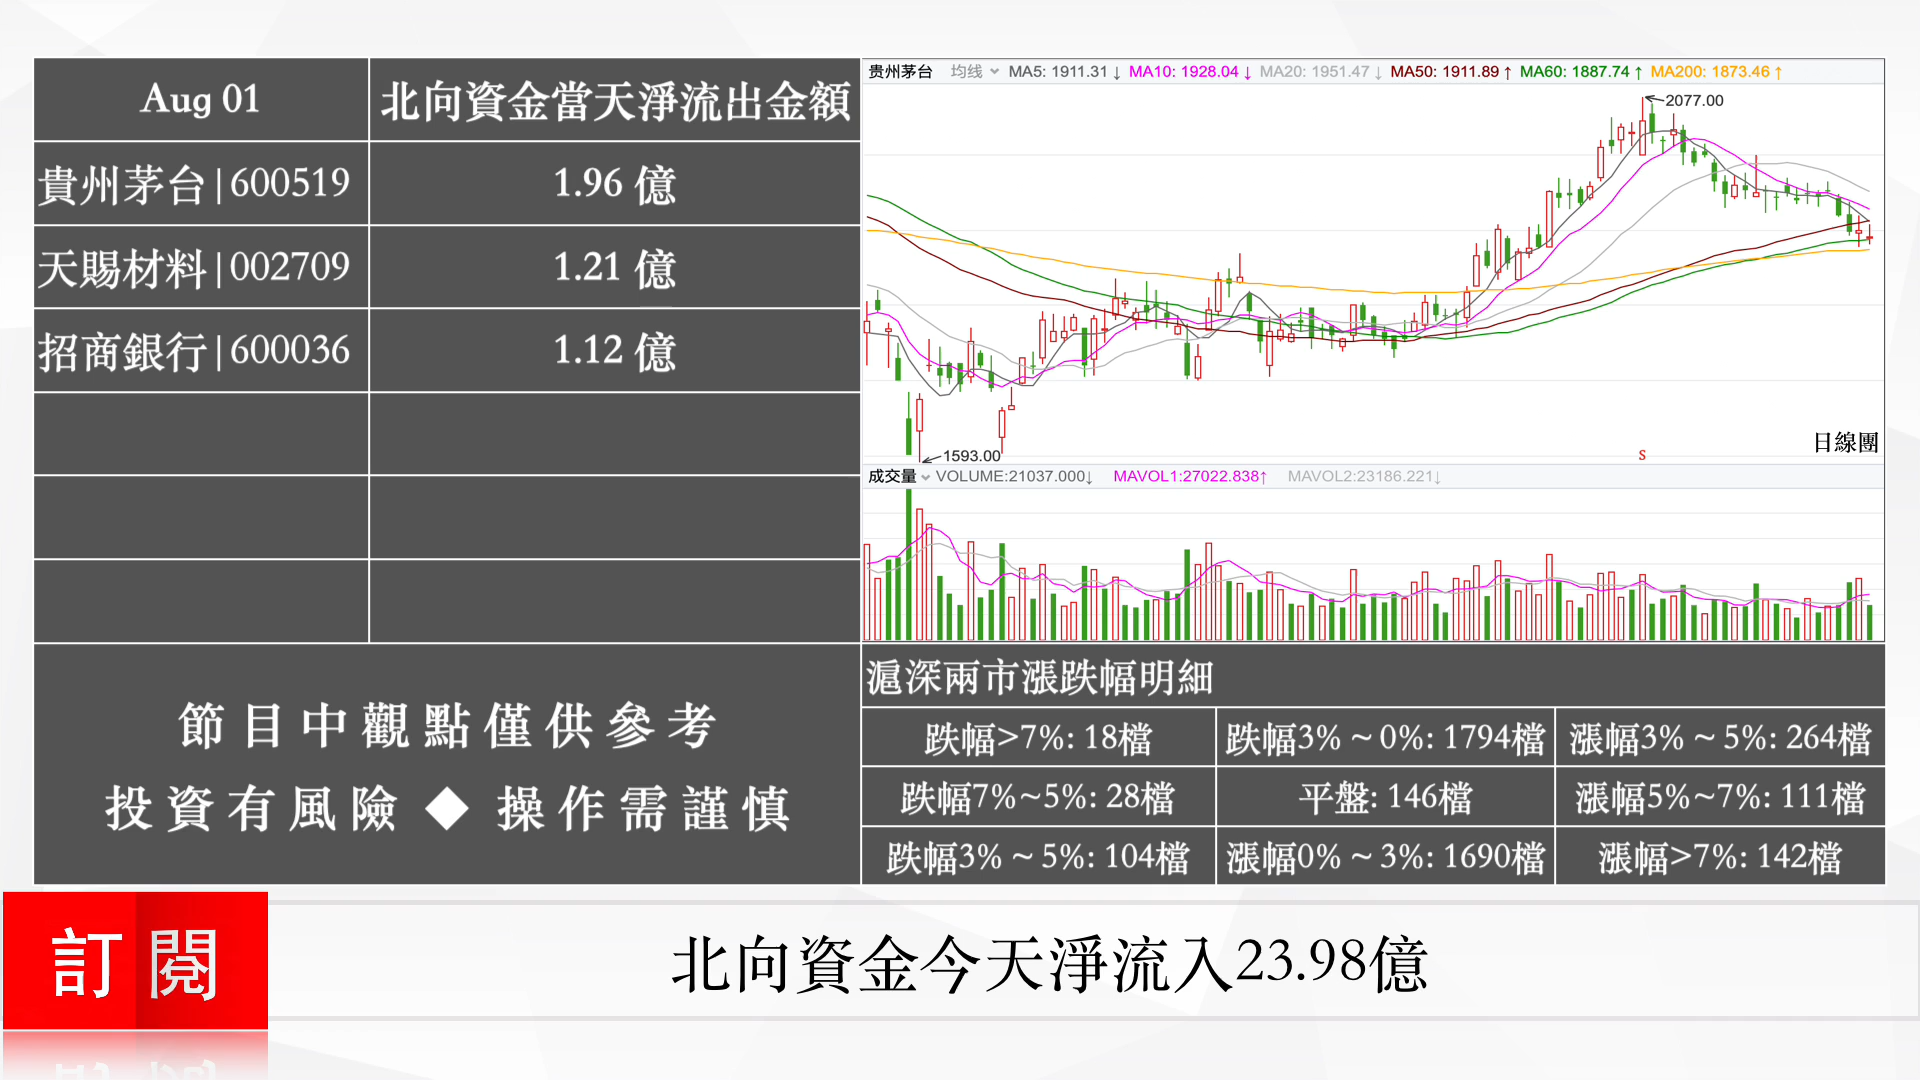 Aug 01 北向資金當天淨流出金額
貴州茅台|600519 1.96 億
天賜材料|002709 1.21 億
招商銀行|600036 1.12 億
節目中觀點僅供參考
投資有風險 ◆ 操作需謹慎
贵州茅台 均线 MA5: 1911.31 ↓ MA10: 1928.04 ↓ MA20: 1951.47 ↓ MA50: 1911.89 ↑ MA60: 1887.74 ↑ MA200: 1873.46 ↑
2077.00
1593.00
日線圖
S
成交量 VOLUME:21037.000↓ MAVOL1:27022.838↑ MAVOL2:23186.221↓
滬深兩市漲跌幅明細
跌幅>7%: 18檔 跌幅3% ~ 0%: 1794檔 漲幅3% ~ 5%: 264檔
跌幅7%~5%: 28檔 平盤: 146檔 漲幅5%~7%: 111檔
跌幅3% ~ 5%: 104檔 漲幅0% ~ 3%: 1690檔 漲幅>7%: 142檔
訂閱
北向資金今天淨流入23.98億